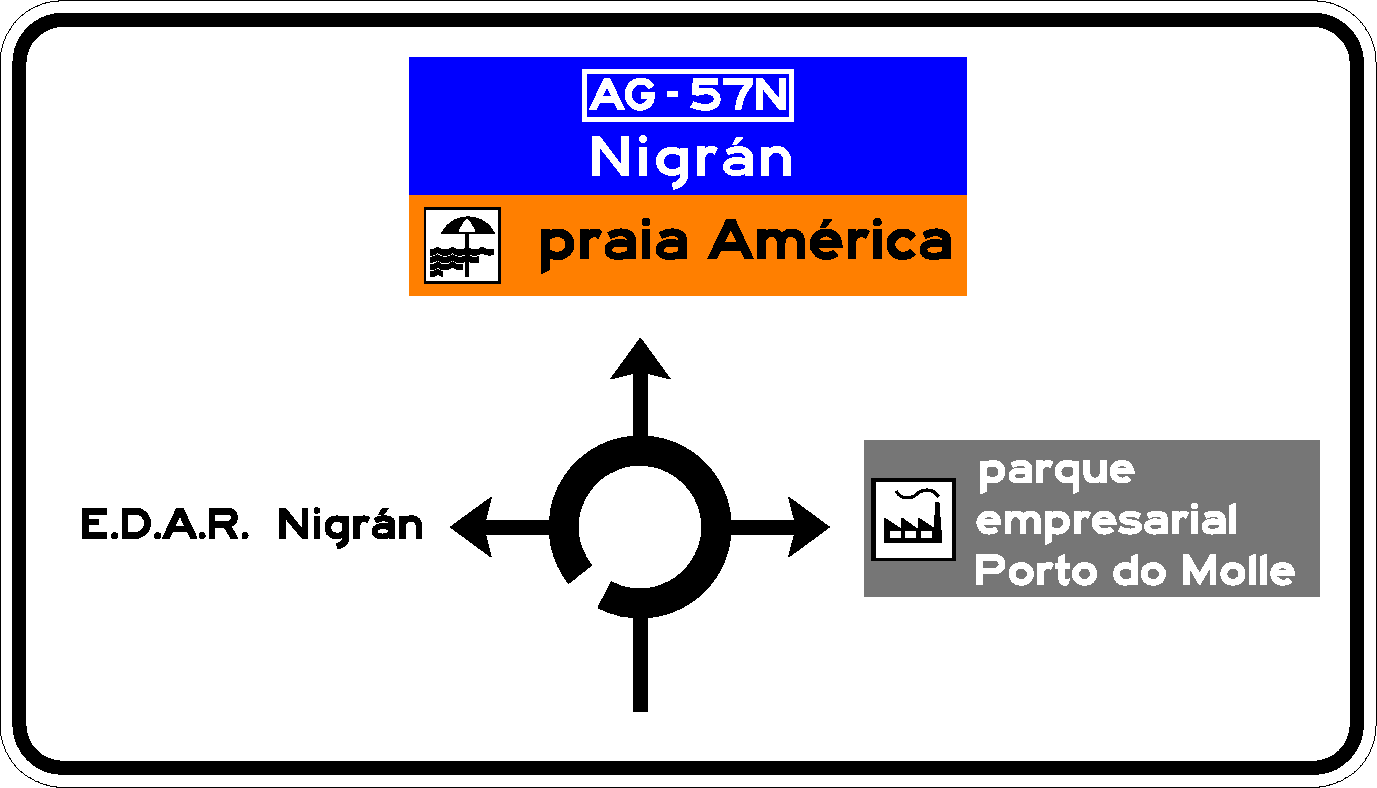 AG-57N
Nigrán
praia América
E.D.A.R. Nigrán
parque
empresarial
Porto do Molle